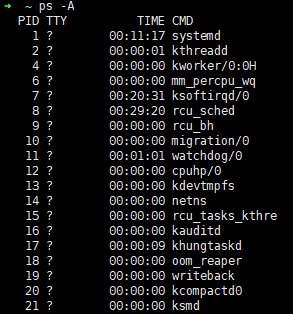 ➜  ~ ps -A
  PID TTY          TIME CMD
    1 ?        00:11:17 systemd
    2 ?        00:00:01 kthreadd
    4 ?        00:00:00 kworker/0:0H
    6 ?        00:00:00 mm_percpu_wq
    7 ?        00:20:31 ksoftirqd/0
    8 ?        00:29:20 rcu_sched
    9 ?        00:00:00 rcu_bh
   10 ?        00:00:00 migration/0
   11 ?        00:01:01 watchdog/0
   12 ?        00:00:00 cpuhp/0
   13 ?        00:00:00 kdevtmpfs
   14 ?        00:00:00 netns
   15 ?        00:00:00 rcu_tasks_kthre
   16 ?        00:00:00 kauditd
   17 ?        00:00:09 khungtaskd
   18 ?        00:00:00 oom_reaper
   19 ?        00:00:00 writeback
   20 ?        00:00:00 kcompactd0
   21 ?        00:00:00 ksmd